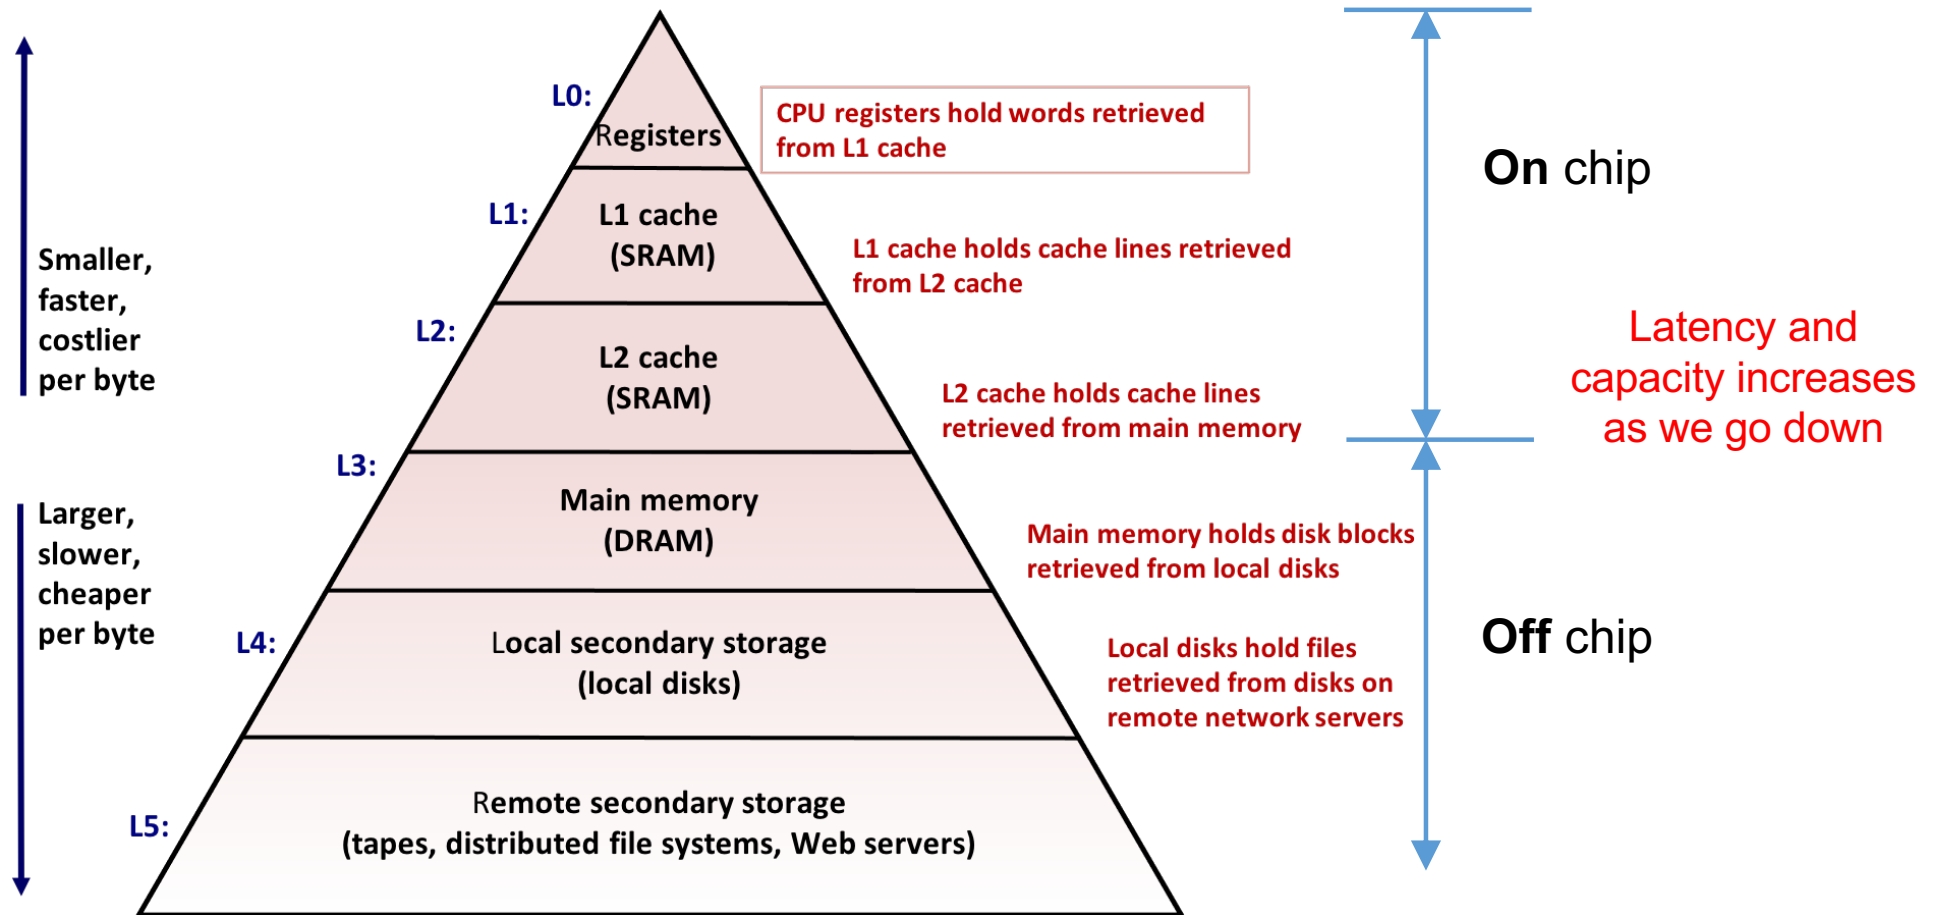 L0:
Registers
CPU registers hold words retrieved
from L1 cache
On chip
L1:
L1 cache
(SRAM)
L1 cache holds cache lines retrieved
from L2 cache
Smaller,
faster,
costlier
per byte
L2:
L2 cache
(SRAM)
L2 cache holds cache lines
retrieved from main memory
Latency and
capacity increases
as we go down
L3:
Main memory
(DRAM)
Main memory holds disk blocks
retrieved from local disks
Larger,
slower,
cheaper
per byte
L4:
Local secondary storage
(local disks)
Local disks hold files
retrieved from disks on
remote network servers
Off chip
L5:
Remote secondary storage
(tapes, distributed file systems, Web servers)